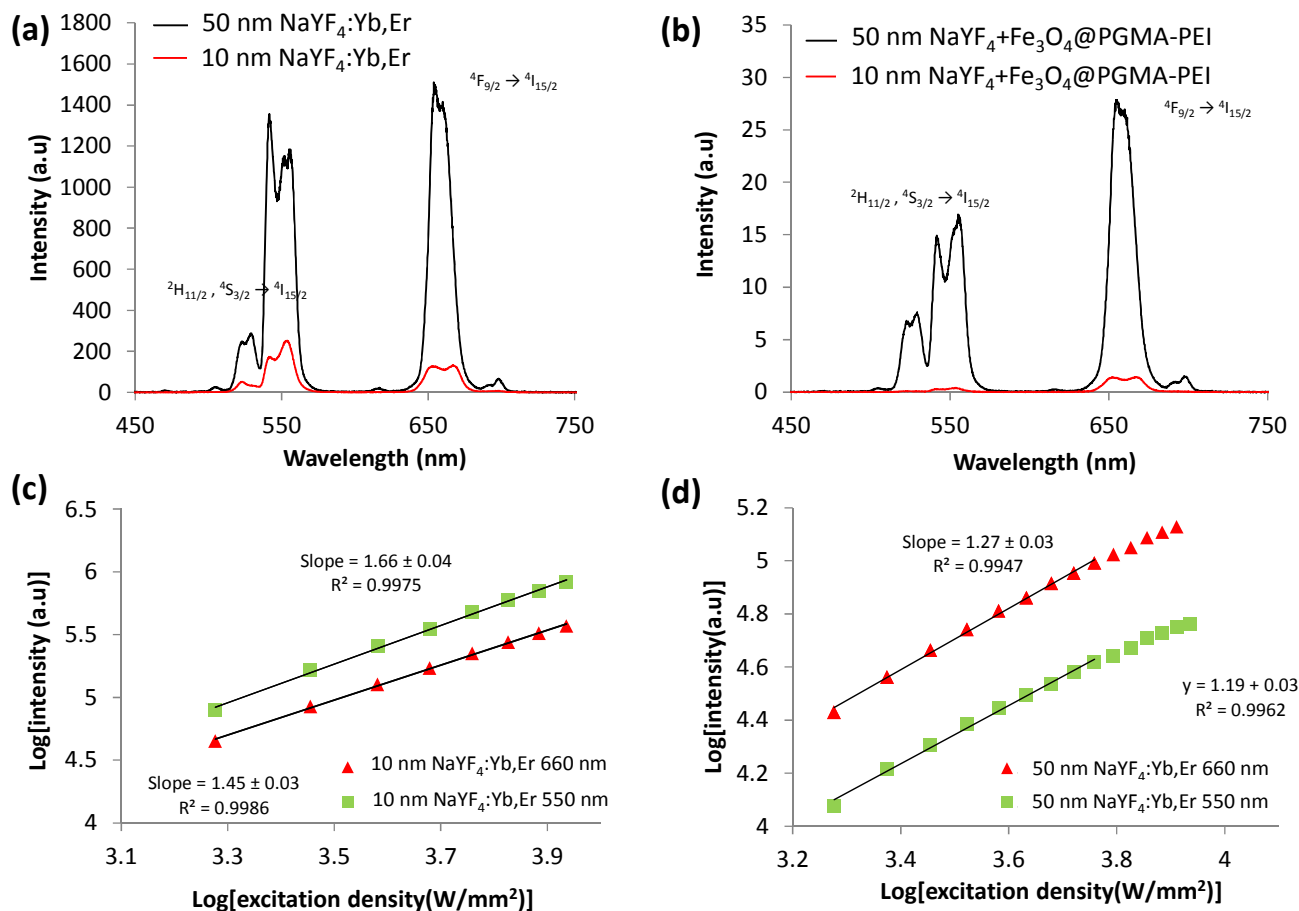 (a)
50 nm NaYF₄:Yb,Er
10 nm NaYF₄:Yb,Er
⁴F₉/₂ → ⁴I₁₅/₂
²H₁₁/₂ , ⁴S₃/₂ → ⁴I₁₅/₂
Intensity (a.u)
1800
1600
1400
1200
1000
800
600
400
200
0
450
550
650
750
Wavelength (nm)
(b)
50 nm NaYF₄+Fe₃O₄@PGMA-PEI
10 nm NaYF₄+Fe₃O₄@PGMA-PEI
⁴F₉/₂ → ⁴I₁₅/₂
²H₁₁/₂ , ⁴S₃/₂ → ⁴I₁₅/₂
Intensity (a.u)
35
30
25
20
15
10
5
0
450
550
650
750
Wavelength (nm)
(c)
Log[intensity (a.u)]
6.5
6
5.5
5
4.5
4
Slope = 1.66 ± 0.04
R² = 0.9975
Slope = 1.45 ± 0.03
R² = 0.9986
10 nm NaYF₄:Yb,Er 660 nm
10 nm NaYF₄:Yb,Er 550 nm
3.1
3.3
3.5
3.7
3.9
Log[excitation density(W/mm²)]
(d)
Log[intensity(a.u)]
5.2
5
4.8
4.6
4.4
4.2
4
Slope = 1.27 ± 0.03
R² = 0.9947
y = 1.19 + 0.03
R² = 0.9962
50 nm NaYF₄:Yb,Er 660 nm
50 nm NaYF₄:Yb,Er 550 nm
3.2
3.4
3.6
3.8
4
Log[excitation density(W/mm²)]